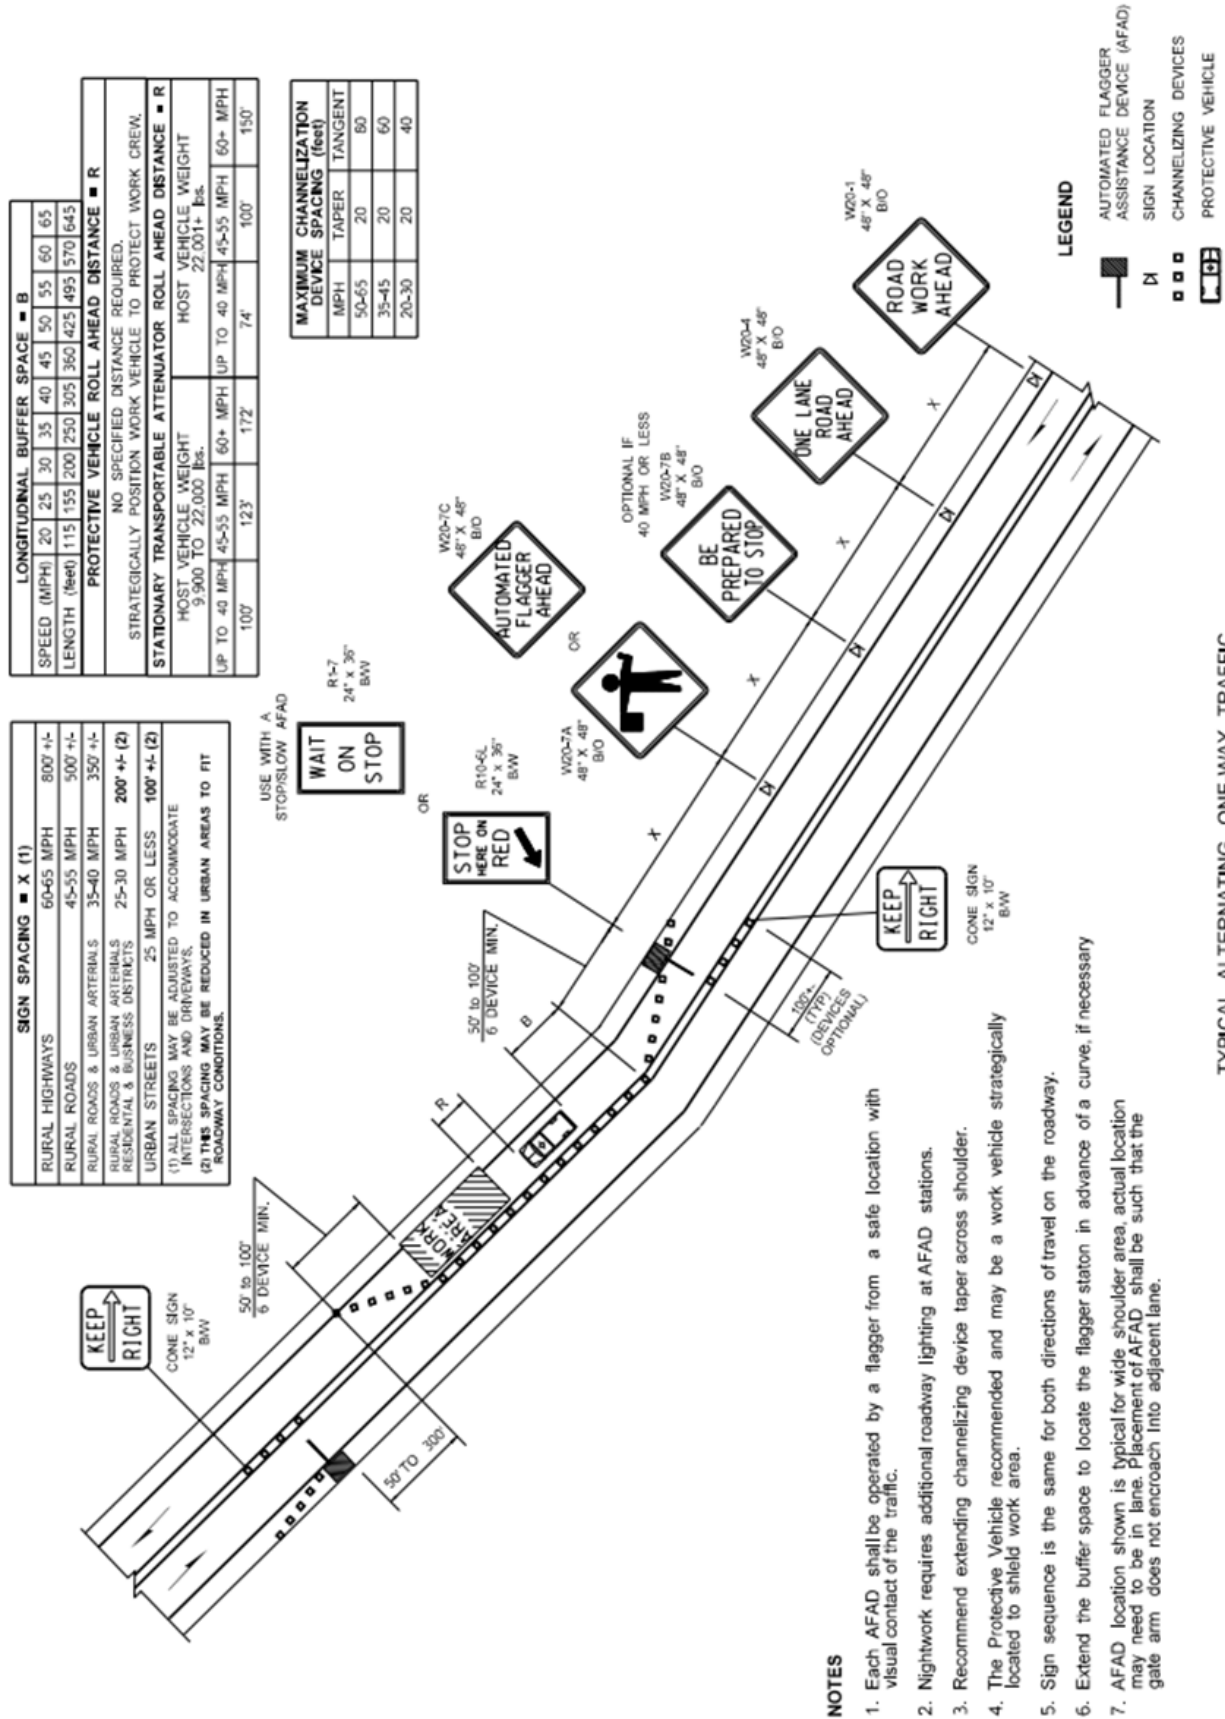 SIGN SPACING = X (1)
RURAL HIGHWAYS 60-65 MPH 800' +/-
RURAL ROADS 45-55 MPH 500' +/-
RURAL ROADS & URBAN ARTERIALS 35-40 MPH 350' +/-
RURAL ROADS & URBAN ARTERIALS 25-30 MPH 200' +/- (2)
RESIDENTIAL & BUSINESS DISTRICTS
URBAN STREETS 25 MPH OR LESS 100' +/- (2)
(1) ALL SPACING MAY BE ADJUSTED TO ACCOMMODATE
INTERSECTIONS AND DRIVEWAYS.
(2) THIS SPACING MAY BE REDUCED IN URBAN AREAS TO FIT
ROADWAY CONDITIONS.
LONGITUDINAL BUFFER SPACE = B
SPEED (MPH) 20 25 30 35 40 45 50 55 60 65
LENGTH (feet) 115 155 200 250 305 360 425 495 570 645
PROTECTIVE VEHICLE ROLL AHEAD DISTANCE = R
NO SPECIFIED DISTANCE REQUIRED.
STRATEGICALLY POSITION WORK VEHICLE TO PROTECT WORK CREW.
STATIONARY TRANSPORTABLE ATTENUATOR ROLL AHEAD DISTANCE = R
HOST VEHICLE WEIGHT HOST VEHICLE WEIGHT
9,900 TO 22,000 lbs. 22,001+ lbs.
UP TO 40 MPH 45-55 MPH 60+ MPH UP TO 40 MPH 45-55 MPH 60+ MPH
100' 123' 172' 74' 100' 150'
MAXIMUM CHANNELIZATION
DEVICE SPACING (feet)
MPH TAPER TANGENT
50-65 20 80
35-45 20 60
20-30 20 40
KEEP
RIGHT
CONE SIGN
12" x 10"
B/W
50' to 100'
6 DEVICE MIN.
50' TO 300'
WORK
AREA
R
B
USE WITH A
STOP/SLOW AFAD
WAIT
ON
STOP
R1-7
24" x 36"
B/W
OR
STOP
HERE ON
RED
R10-6L
24" x 36"
B/W
50' to 100'
6 DEVICE MIN.
W20-7C
48" X 48"
B/O
AUTOMATED
FLAGGER
AHEAD
OR
W20-7A
48" X 48"
B/O
OPTIONAL IF
40 MPH OR LESS
W20-7B
48" X 48"
B/O
BE
PREPARED
TO STOP
W20-4
48" X 48"
B/O
ONE LANE
ROAD
AHEAD
W20-1
48" X 48"
B/O
ROAD
WORK
AHEAD
X
X
X
X
100'+-
(TYP)
(DEVICES
OPTIONAL)
KEEP
RIGHT
CONE SIGN
12" x 10"
B/W
LEGEND
AUTOMATED FLAGGER
ASSISTANCE DEVICE (AFAD)
SIGN LOCATION
CHANNELIZING DEVICES
PROTECTIVE VEHICLE
NOTES
1. Each AFAD shall be operated by a flagger from a safe location with
visual contact of the traffic.
2. Nightwork requires additional roadway lighting at AFAD stations.
3. Recommend extending channelizing device taper across shoulder.
4. The Protective Vehicle recommended and may be a work vehicle strategically
located to shield work area.
5. Sign sequence is the same for both directions of travel on the roadway.
6. Extend the buffer space to locate the flagger staton in advance of a curve, if necessary
7. AFAD location shown is typical for wide shoulder area, actual location
may need to be in lane. Placement of AFAD shall be such that the
gate arm does not encroach into adjacent lane.
TYPICAL ALTERNATING ONE-WAY TRAFFIC